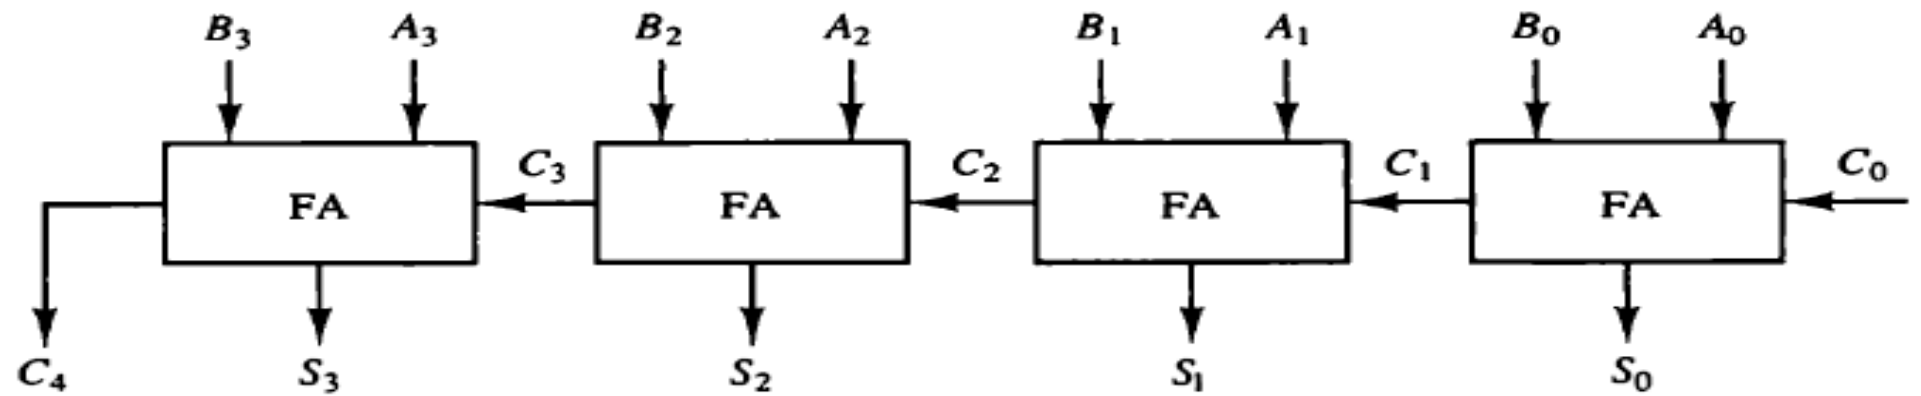 B₃ A₃ B₂ A₂ B₁ A₁ B₀ A₀
C₃ C₂ C₁ C₀
FA FA FA FA
C₄ S₃ S₂ S₁ S₀